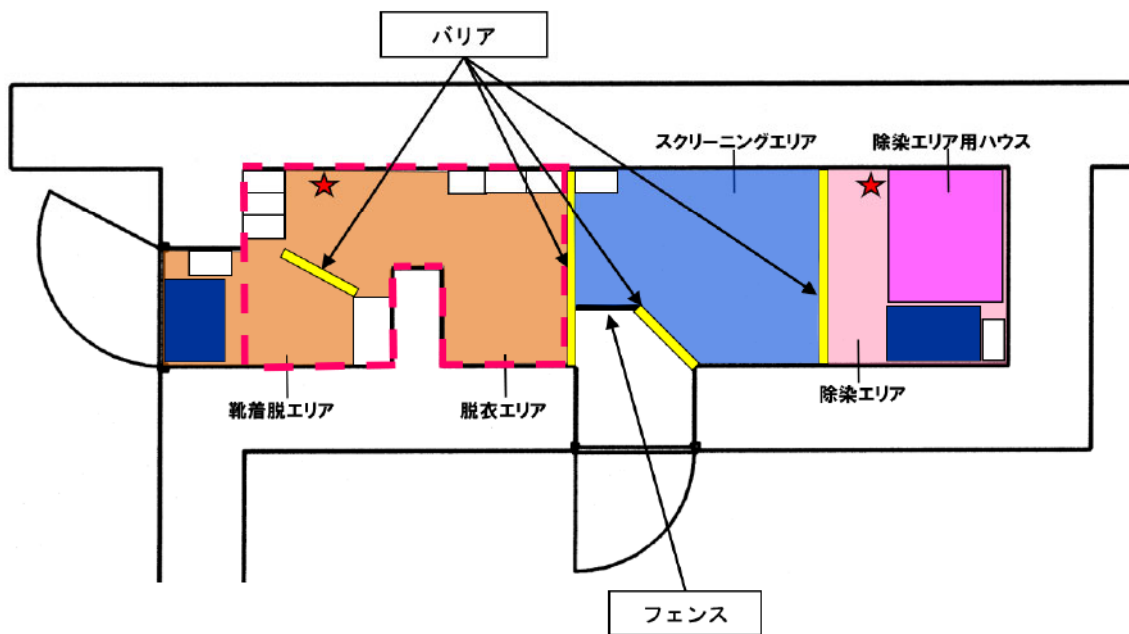 バリア
スクリーニングエリア
除染エリア用ハウス
靴着脱エリア
脱衣エリア
除染エリア
フェンス